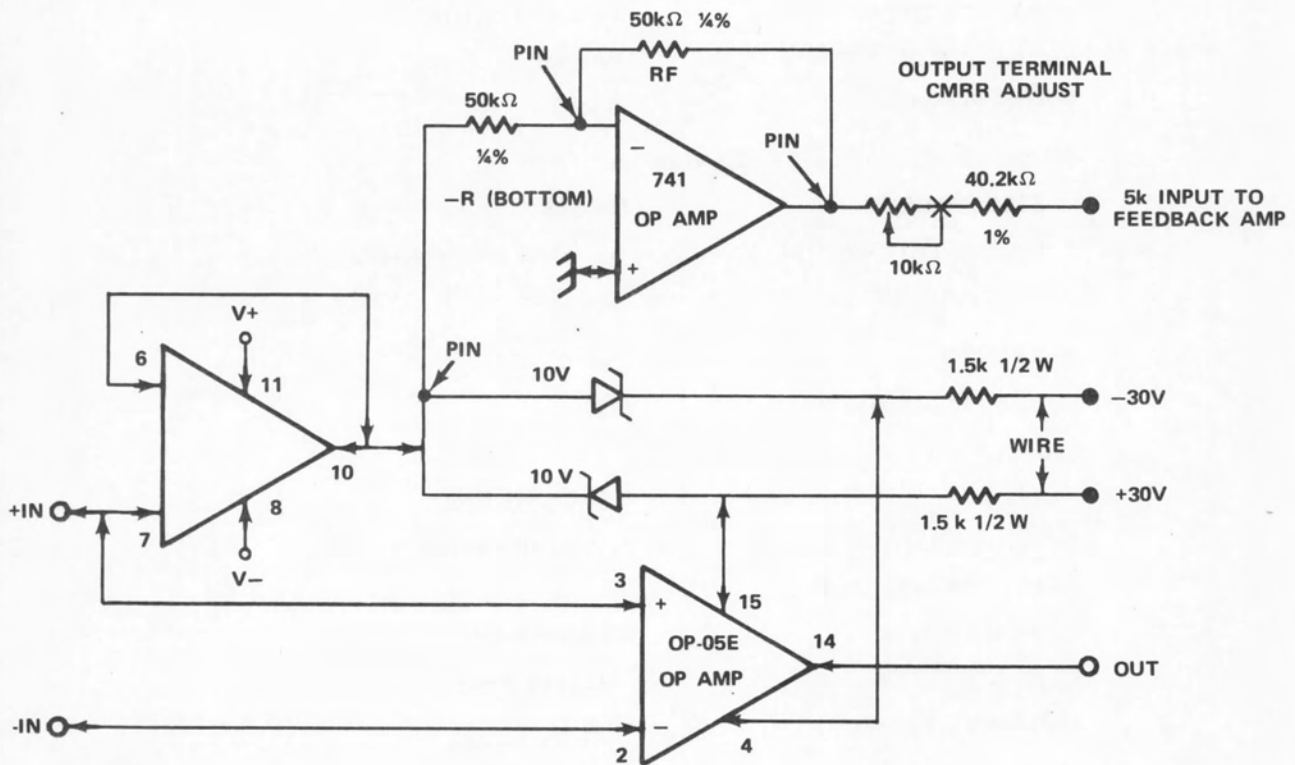 50kΩ ¼%
PIN
RF
OUTPUT TERMINAL
CMRR ADJUST
50kΩ
¼%
−R (BOTTOM)
−
741
OP AMP
+
PIN
40.2kΩ
1%
10kΩ
5k INPUT TO
FEEDBACK AMP
V+
6
11
PIN
10V
1.5k 1/2 W
−30V
WIRE
10
10 V
+30V
1.5 k 1/2 W
+IN
7
8
V−
3
+
15
OP-05E
OP AMP
14
OUT
-IN
−
2
4